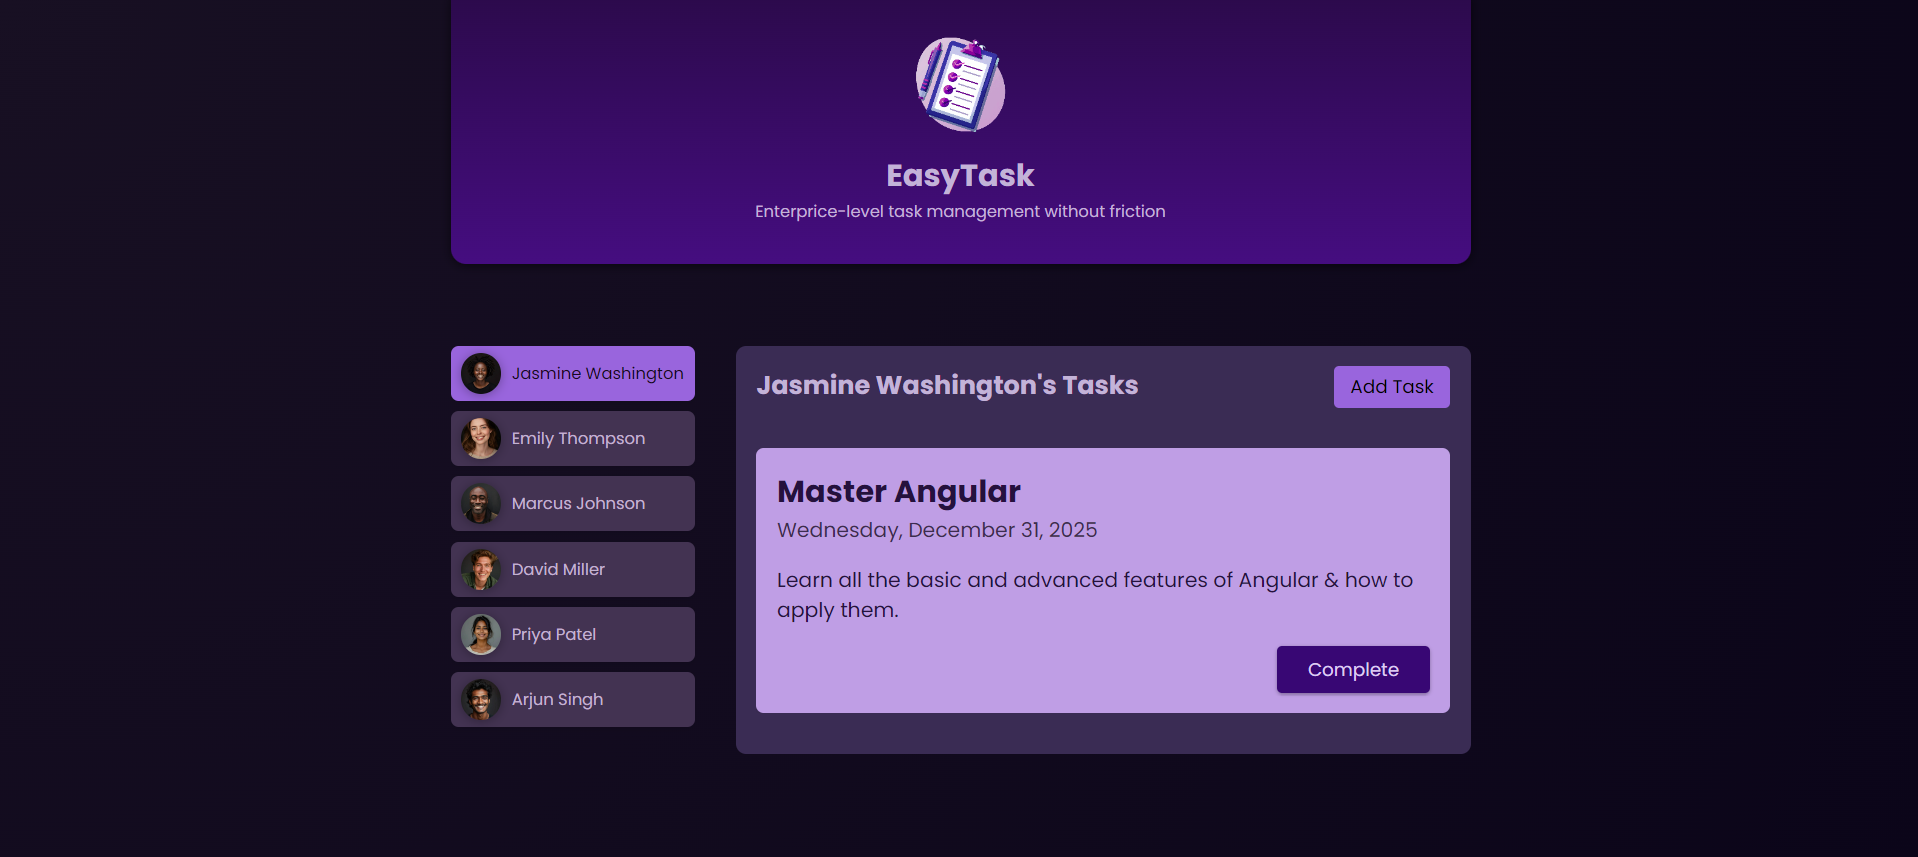 EasyTask
Enterprice-level task management without friction
Jasmine Washington
Emily Thompson
Marcus Johnson
David Miller
Priya Patel
Arjun Singh
Jasmine Washington's Tasks
Add Task
Master Angular
Wednesday, December 31, 2025
Learn all the basic and advanced features of Angular & how to
apply them.
Complete